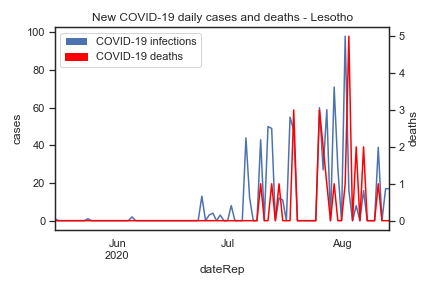 New COVID-19 daily cases and deaths - Lesotho
COVID-19 infections
COVID-19 deaths
cases
100
80
60
40
20
0
deaths
5
4
3
2
1
0
Jun
2020
Jul
Aug
dateRep